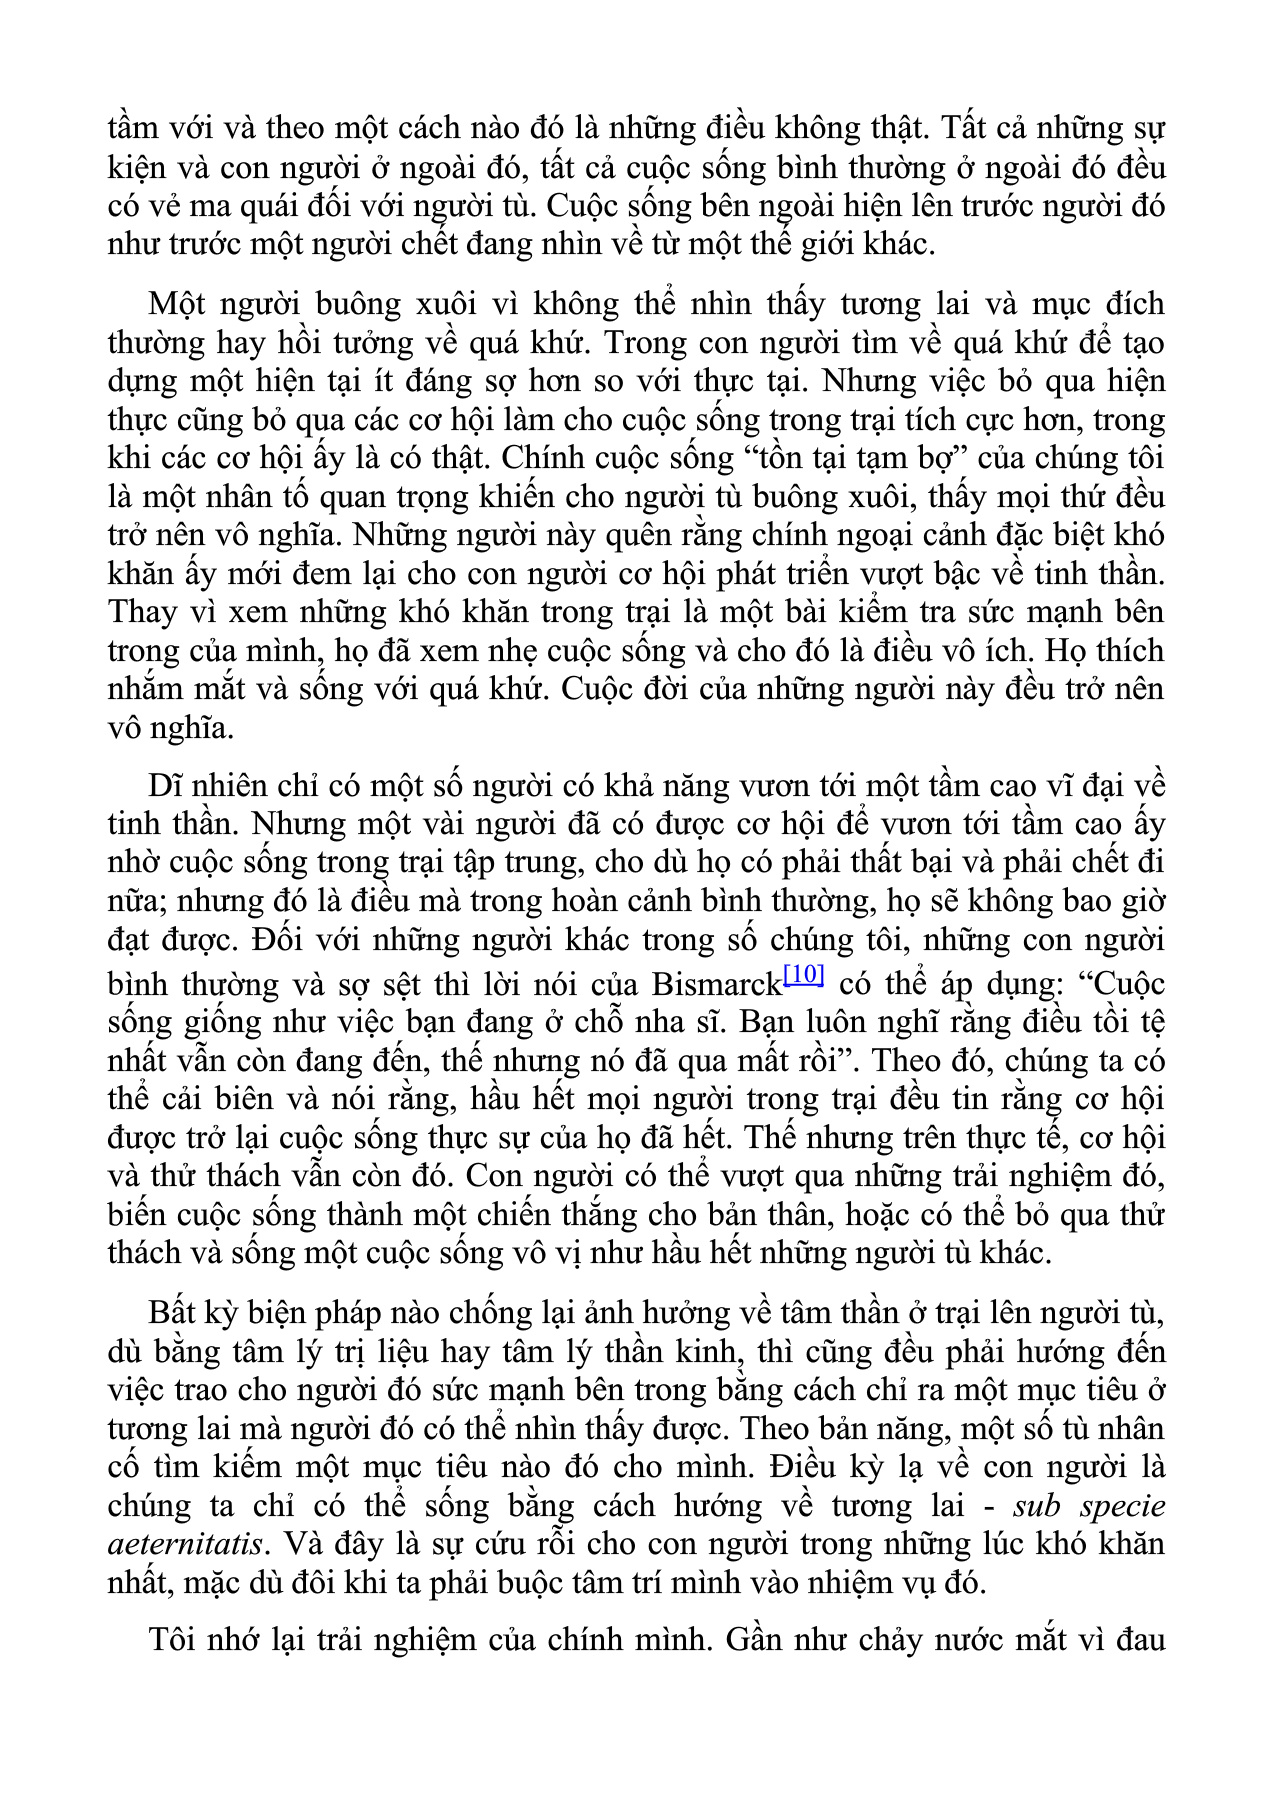 tầm với và theo một cách nào đó là những điều không thật. Tất cả những sự
kiện và con người ở ngoài đó, tất cả cuộc sống bình thường ở ngoài đó đều
có vẻ ma quái đối với người tù. Cuộc sống bên ngoài hiện lên trước người đó
như trước một người chết đang nhìn về từ một thế giới khác.
Một người buông xuôi vì không thể nhìn thấy tương lai và mục đích
thường hay hồi tưởng về quá khứ. Trong con người tìm về quá khứ để tạo
dựng một hiện tại ít đáng sợ hơn so với thực tại. Nhưng việc bỏ qua hiện
thực cũng bỏ qua các cơ hội làm cho cuộc sống trong trại tích cực hơn, trong
khi các cơ hội ấy là có thật. Chính cuộc sống “tồn tại tạm bợ” của chúng tôi
là một nhân tố quan trọng khiến cho người tù buông xuôi, thấy mọi thứ đều
trở nên vô nghĩa. Những người này quên rằng chính ngoại cảnh đặc biệt khó
khăn ấy mới đem lại cho con người cơ hội phát triển vượt bậc về tinh thần.
Thay vì xem những khó khăn trong trại là một bài kiểm tra sức mạnh bên
trong của mình, họ đã xem nhẹ cuộc sống và cho đó là điều vô ích. Họ thích
nhắm mắt và sống với quá khứ. Cuộc đời của những người này đều trở nên
vô nghĩa.
Dĩ nhiên chỉ có một số người có khả năng vươn tới một tầm cao vĩ đại về
tinh thần. Nhưng một vài người đã có được cơ hội để vươn tới tầm cao ấy
nhờ cuộc sống trong trại tập trung, cho dù họ có phải thất bại và phải chết đi
nữa; nhưng đó là điều mà trong hoàn cảnh bình thường, họ sẽ không bao giờ
đạt được. Đối với những người khác trong số chúng tôi, những con người
bình thường và sợ sệt thì lời nói của Bismarck[10] có thể áp dụng: “Cuộc
sống giống như việc bạn đang ở chỗ nha sĩ. Bạn luôn nghĩ rằng điều tồi tệ
nhất vẫn còn đang đến, thế nhưng nó đã qua mất rồi”. Theo đó, chúng ta có
thể cải biên và nói rằng, hầu hết mọi người trong trại đều tin rằng cơ hội
được trở lại cuộc sống thực sự của họ đã hết. Thế nhưng trên thực tế, cơ hội
và thử thách vẫn còn đó. Con người có thể vượt qua những trải nghiệm đó,
biến cuộc sống thành một chiến thắng cho bản thân, hoặc có thể bỏ qua thử
thách và sống một cuộc sống vô vị như hầu hết những người tù khác.
Bất kỳ biện pháp nào chống lại ảnh hưởng về tâm thần ở trại lên người tù,
dù bằng tâm lý trị liệu hay tâm lý thần kinh, thì cũng đều phải hướng đến
việc trao cho người đó sức mạnh bên trong bằng cách chỉ ra một mục tiêu ở
tương lai mà người đó có thể nhìn thấy được. Theo bản năng, một số tù nhân
cố tìm kiếm một mục tiêu nào đó cho mình. Điều kỳ lạ về con người là
chúng ta chỉ có thể sống bằng cách hướng về tương lai - sub specie
aeternitatis. Và đây là sự cứu rỗi cho con người trong những lúc khó khăn
nhất, mặc dù đôi khi ta phải buộc tâm trí mình vào nhiệm vụ đó.
Tôi nhớ lại trải nghiệm của chính mình. Gần như chảy nước mắt vì đau